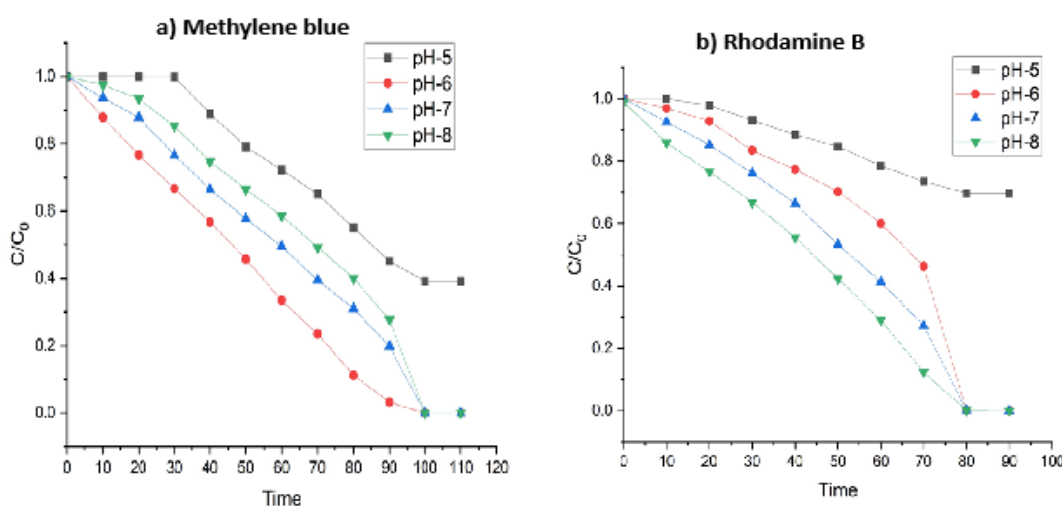 a) Methylene blue
pH-5
pH-6
pH-7
pH-8
1.0
0.8
0.6
0.4
0.2
0.0
C/C₀
0 10 20 30 40 50 60 70 80 90 100 110 120
Time
b) Rhodamine B
pH-5
pH-6
pH-7
pH-8
1.0
0.8
0.6
0.4
0.2
0.0
C/C₀
0 10 20 30 40 50 60 70 80 90 100
Time